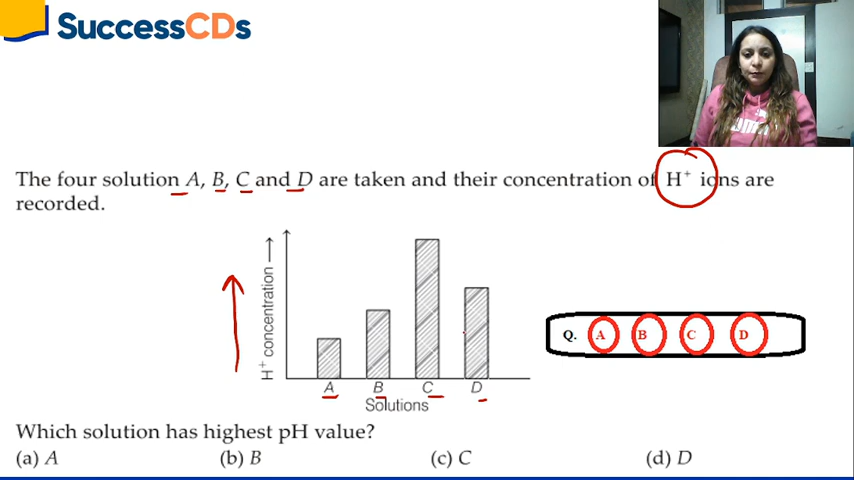 SuccessCDs
The four solution A, B, C and D are taken and their concentration of H⁺ ions are
recorded.
H⁺ concentration
A B C D
Solutions
Q. A B C D
Which solution has highest pH value?
(a) A (b) B (c) C (d) D